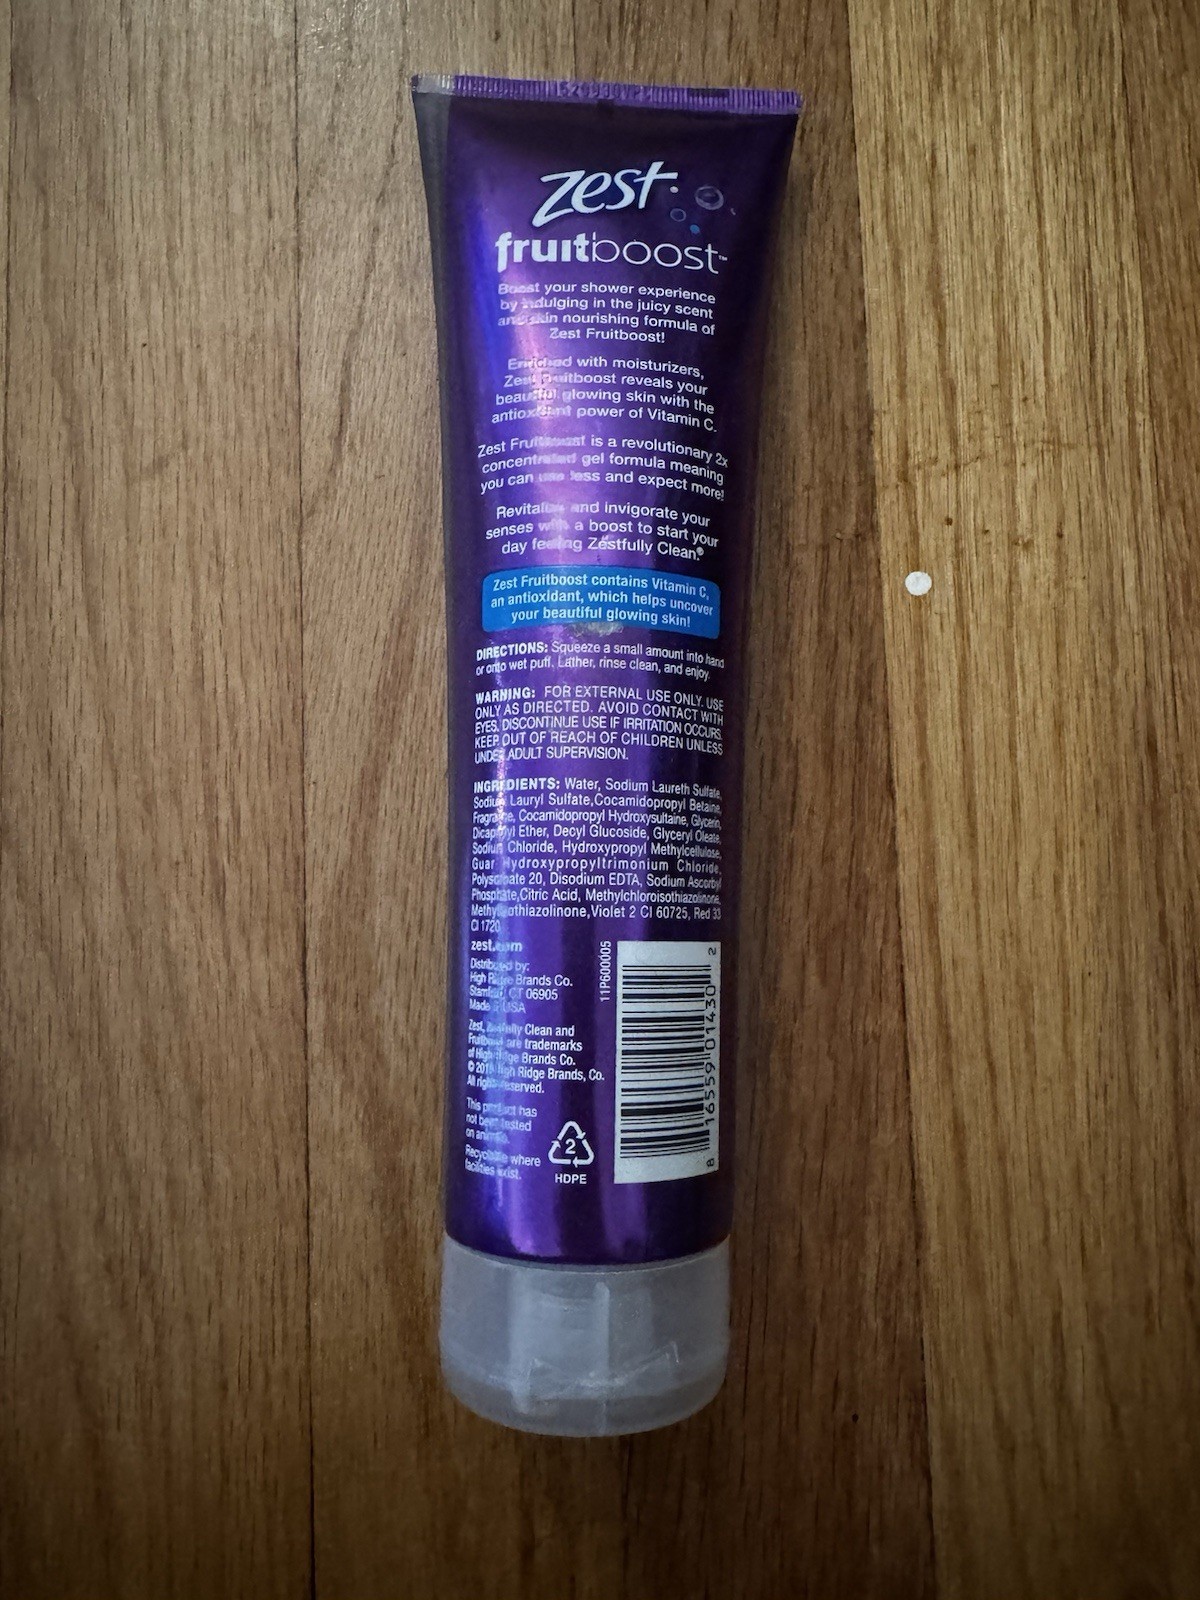 zest
fruitboost™
Boost your shower experience
by indulging in the juicy scent
and skin nourishing formula of
Zest Fruitboost!
Enriched with moisturizers,
Zest Fruitboost reveals your
beautiful glowing skin with the
antioxidant power of Vitamin C.
Zest Fruitboost is a revolutionary 2x
concentrated gel formula meaning
you can use less and expect more!
Revitalize and invigorate your
senses with a boost to start your
day feeling Zestfully Clean.®
Zest Fruitboost contains Vitamin C,
an antioxidant, which helps uncover
your beautiful glowing skin!
DIRECTIONS: Squeeze a small amount into hand
or onto wet puff. Lather, rinse clean, and enjoy.
WARNING: FOR EXTERNAL USE ONLY. USE
ONLY AS DIRECTED. AVOID CONTACT WITH
EYES. DISCONTINUE USE IF IRRITATION OCCURS.
KEEP OUT OF REACH OF CHILDREN UNLESS
UNDER ADULT SUPERVISION.
INGREDIENTS: Water, Sodium Laureth Sulfate,
Sodium Lauryl Sulfate,Cocamidopropyl Betaine,
Fragrance, Cocamidopropyl Hydroxysultaine, Glycerin,
Dicaprylyl Ether, Decyl Glucoside, Glyceryl Oleate,
Sodium Chloride, Hydroxypropyl Methylcellulose,
Guar Hydroxypropyltrimonium Chloride,
Polysorbate 20, Disodium EDTA, Sodium Ascorbyl
Phosphate,Citric Acid, Methylchloroisothiazolinone,
Methylisothiazolinone,Violet 2 CI 60725, Red 33
CI 1720
zest.com
Distributed by:
High Ridge Brands Co.
Stamford, CT 06905
Made in USA
Zest, Zestfully Clean and
Fruitboost are trademarks
of High Ridge Brands Co.
© High Ridge Brands, Co.
All rights reserved.
This product has
not been tested
on animals.
Recyclable where
facilities exist.
2
HDPE
11P600005
8 16559 01430 2